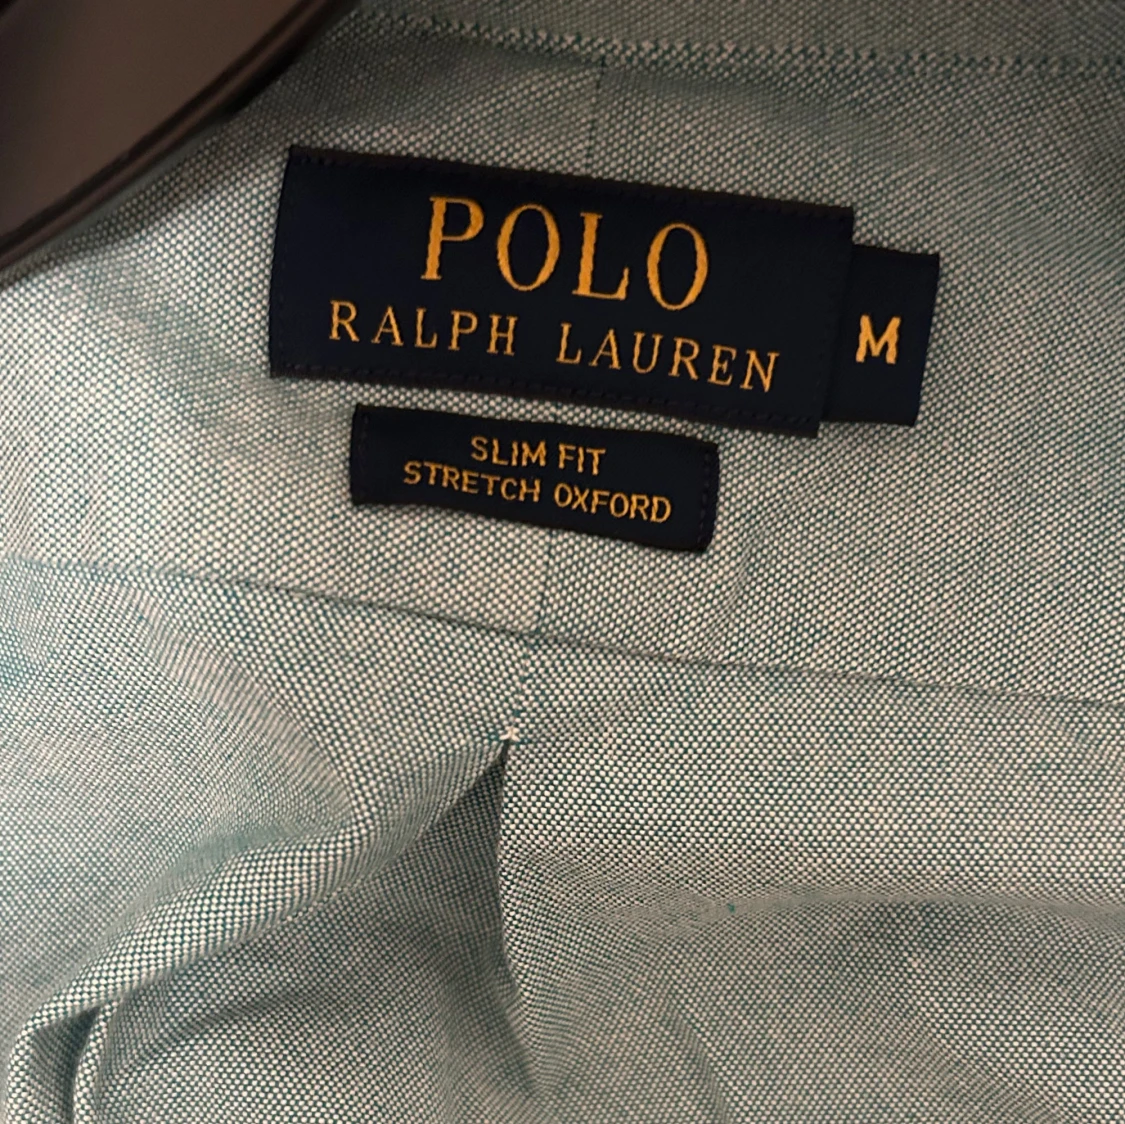 POLO
RALPH LAUREN
M
SLIM FIT
STRETCH OXFORD